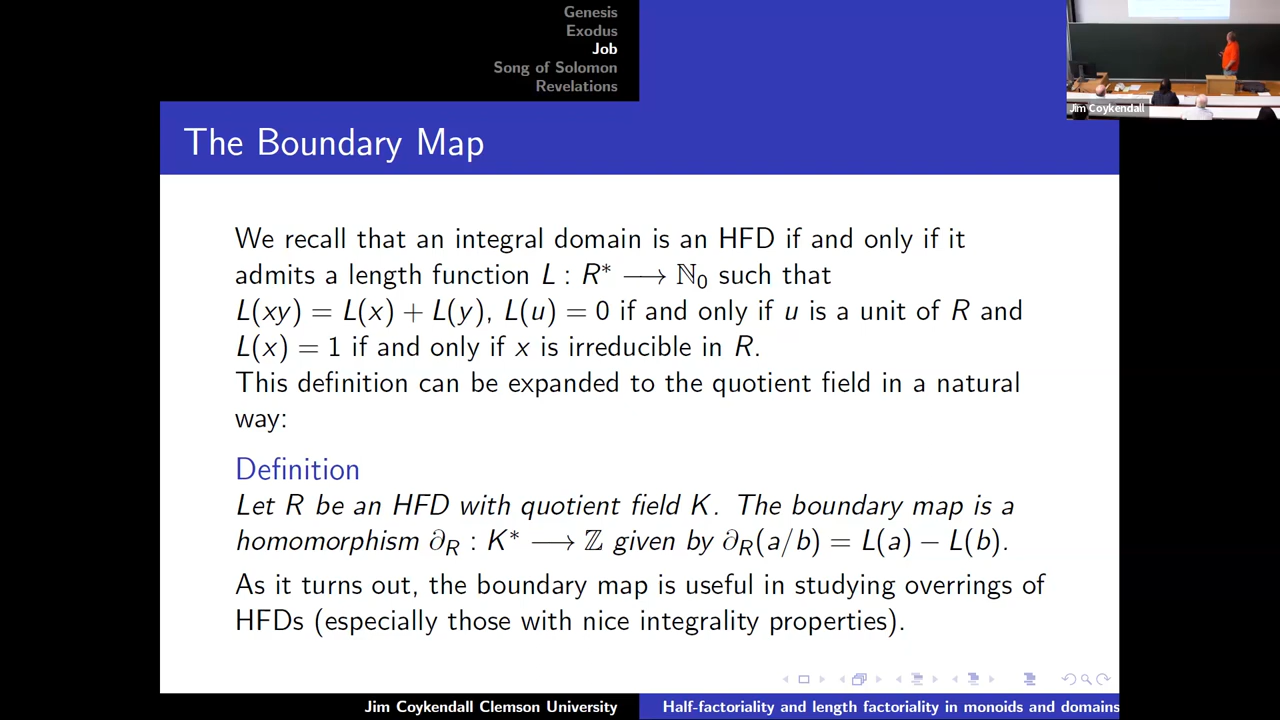 Genesis
Exodus
Job
Song of Solomon
Revelations
Jim Coykendall
The Boundary Map
We recall that an integral domain is an HFD if and only if it
admits a length function L : R* ⟶ ℕ₀ such that
L(xy) = L(x) + L(y), L(u) = 0 if and only if u is a unit of R and
L(x) = 1 if and only if x is irreducible in R.
This definition can be expanded to the quotient field in a natural
way:
Definition
Let R be an HFD with quotient field K. The boundary map is a
homomorphism ∂_R : K* ⟶ ℤ given by ∂_R(a/b) = L(a) − L(b).
As it turns out, the boundary map is useful in studying overrings of
HFDs (especially those with nice integrality properties).
Jim Coykendall Clemson University
Half-factoriality and length factoriality in monoids and domains